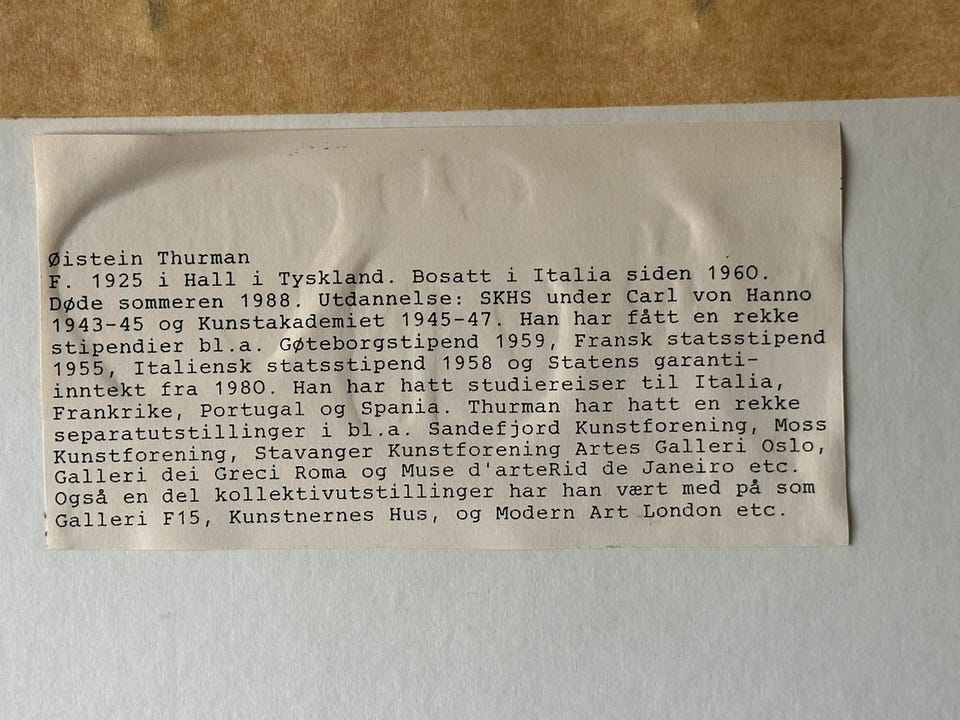 Øistein Thurman
F. 1925 i Hall i Tyskland. Bosatt i Italia siden 1960.
Døde sommeren 1988. Utdannelse: SKHS under Carl von Hanno
1943-45 og Kunstakademiet 1945-47. Han har fått en rekke
stipendier bl.a. Gøteborgstipend 1959, Fransk statsstipend
1955, Italiensk statsstipend 1958 og Statens garanti-
inntekt fra 1980. Han har hatt studiereiser til Italia,
Frankrike, Portugal og Spania. Thurman har hatt en rekke
separatutstillinger i bl.a. Sandefjord Kunstforening, Moss
Kunstforening, Stavanger Kunstforening Artes Galleri Oslo,
Galleri dei Greci Roma og Muse d'arteRid de Janeiro etc.
Også en del kollektivutstillinger har han vært med på som
Galleri F15, Kunstnernes Hus, og Modern Art London etc.